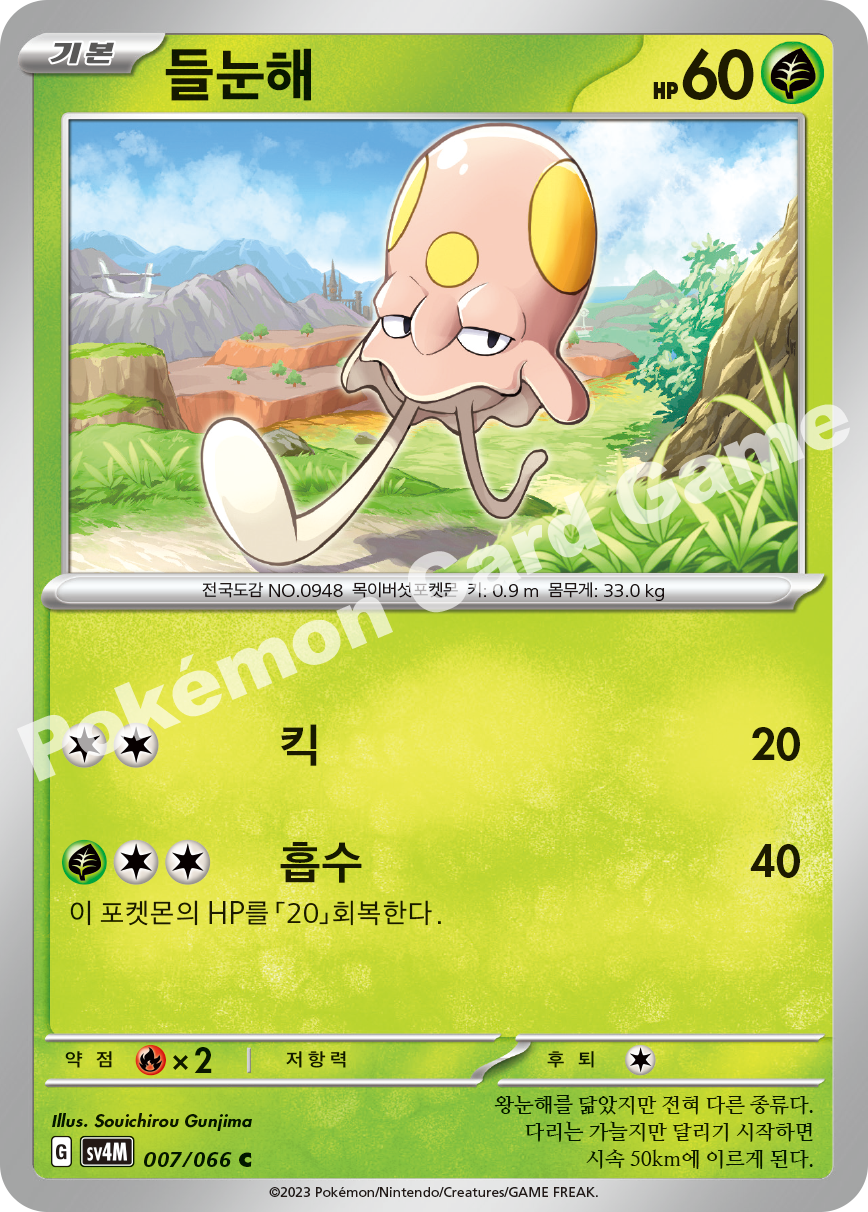 기본 들눈해 HP 60
전국도감 NO.0948 목이버섯포켓몬 키: 0.9 m 몸무게: 33.0 kg
킥 20
흡수 40
이 포켓몬의 HP를 「20」회복한다.
약점 ×2 저항력 후퇴
Illus. Souichirou Gunjima
G sv4M 007/066 C
왕눈해를 닮았지만 전혀 다른 종류다.
다리는 가늘지만 달리기 시작하면
시속 50km에 이르게 된다.
©2023 Pokémon/Nintendo/Creatures/GAME FREAK.
Pokémon Card Game